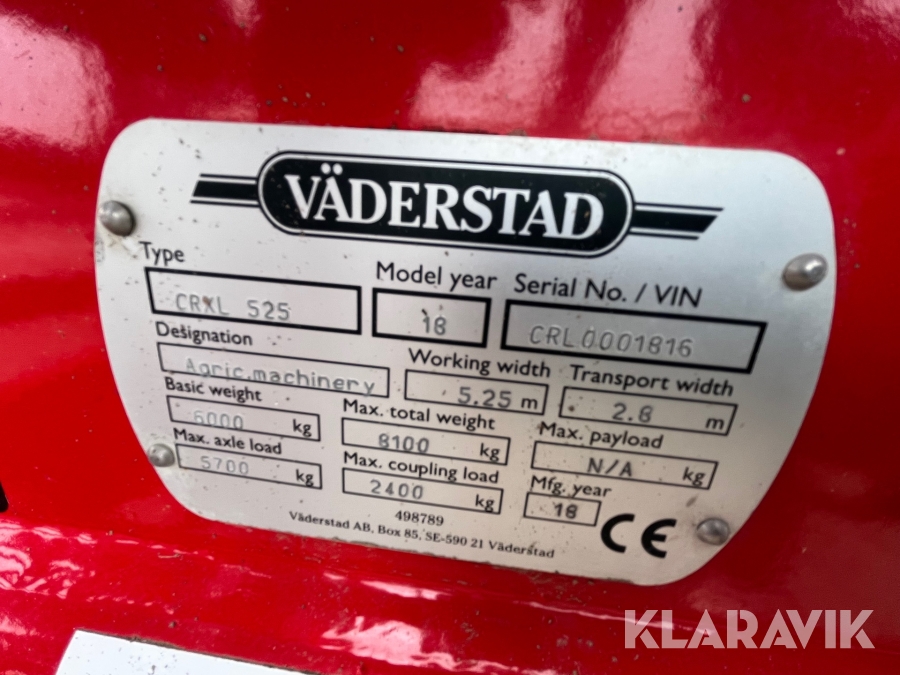 VÄDERSTAD
Type
CRXL 525
Model year
18
Serial No. / VIN
CRL0001816
Designation
Agric.machinery
Working width
5.25 m
Transport width
2.8 m
Basic weight
6000 kg
Max. total weight
8100 kg
Max. payload
N/A kg
Max. axle load
5700 kg
Max. coupling load
2400 kg
Mfg. year
18
CE
498789
Väderstad AB, Box 85, SE-590 21 Väderstad
KLARAVIK